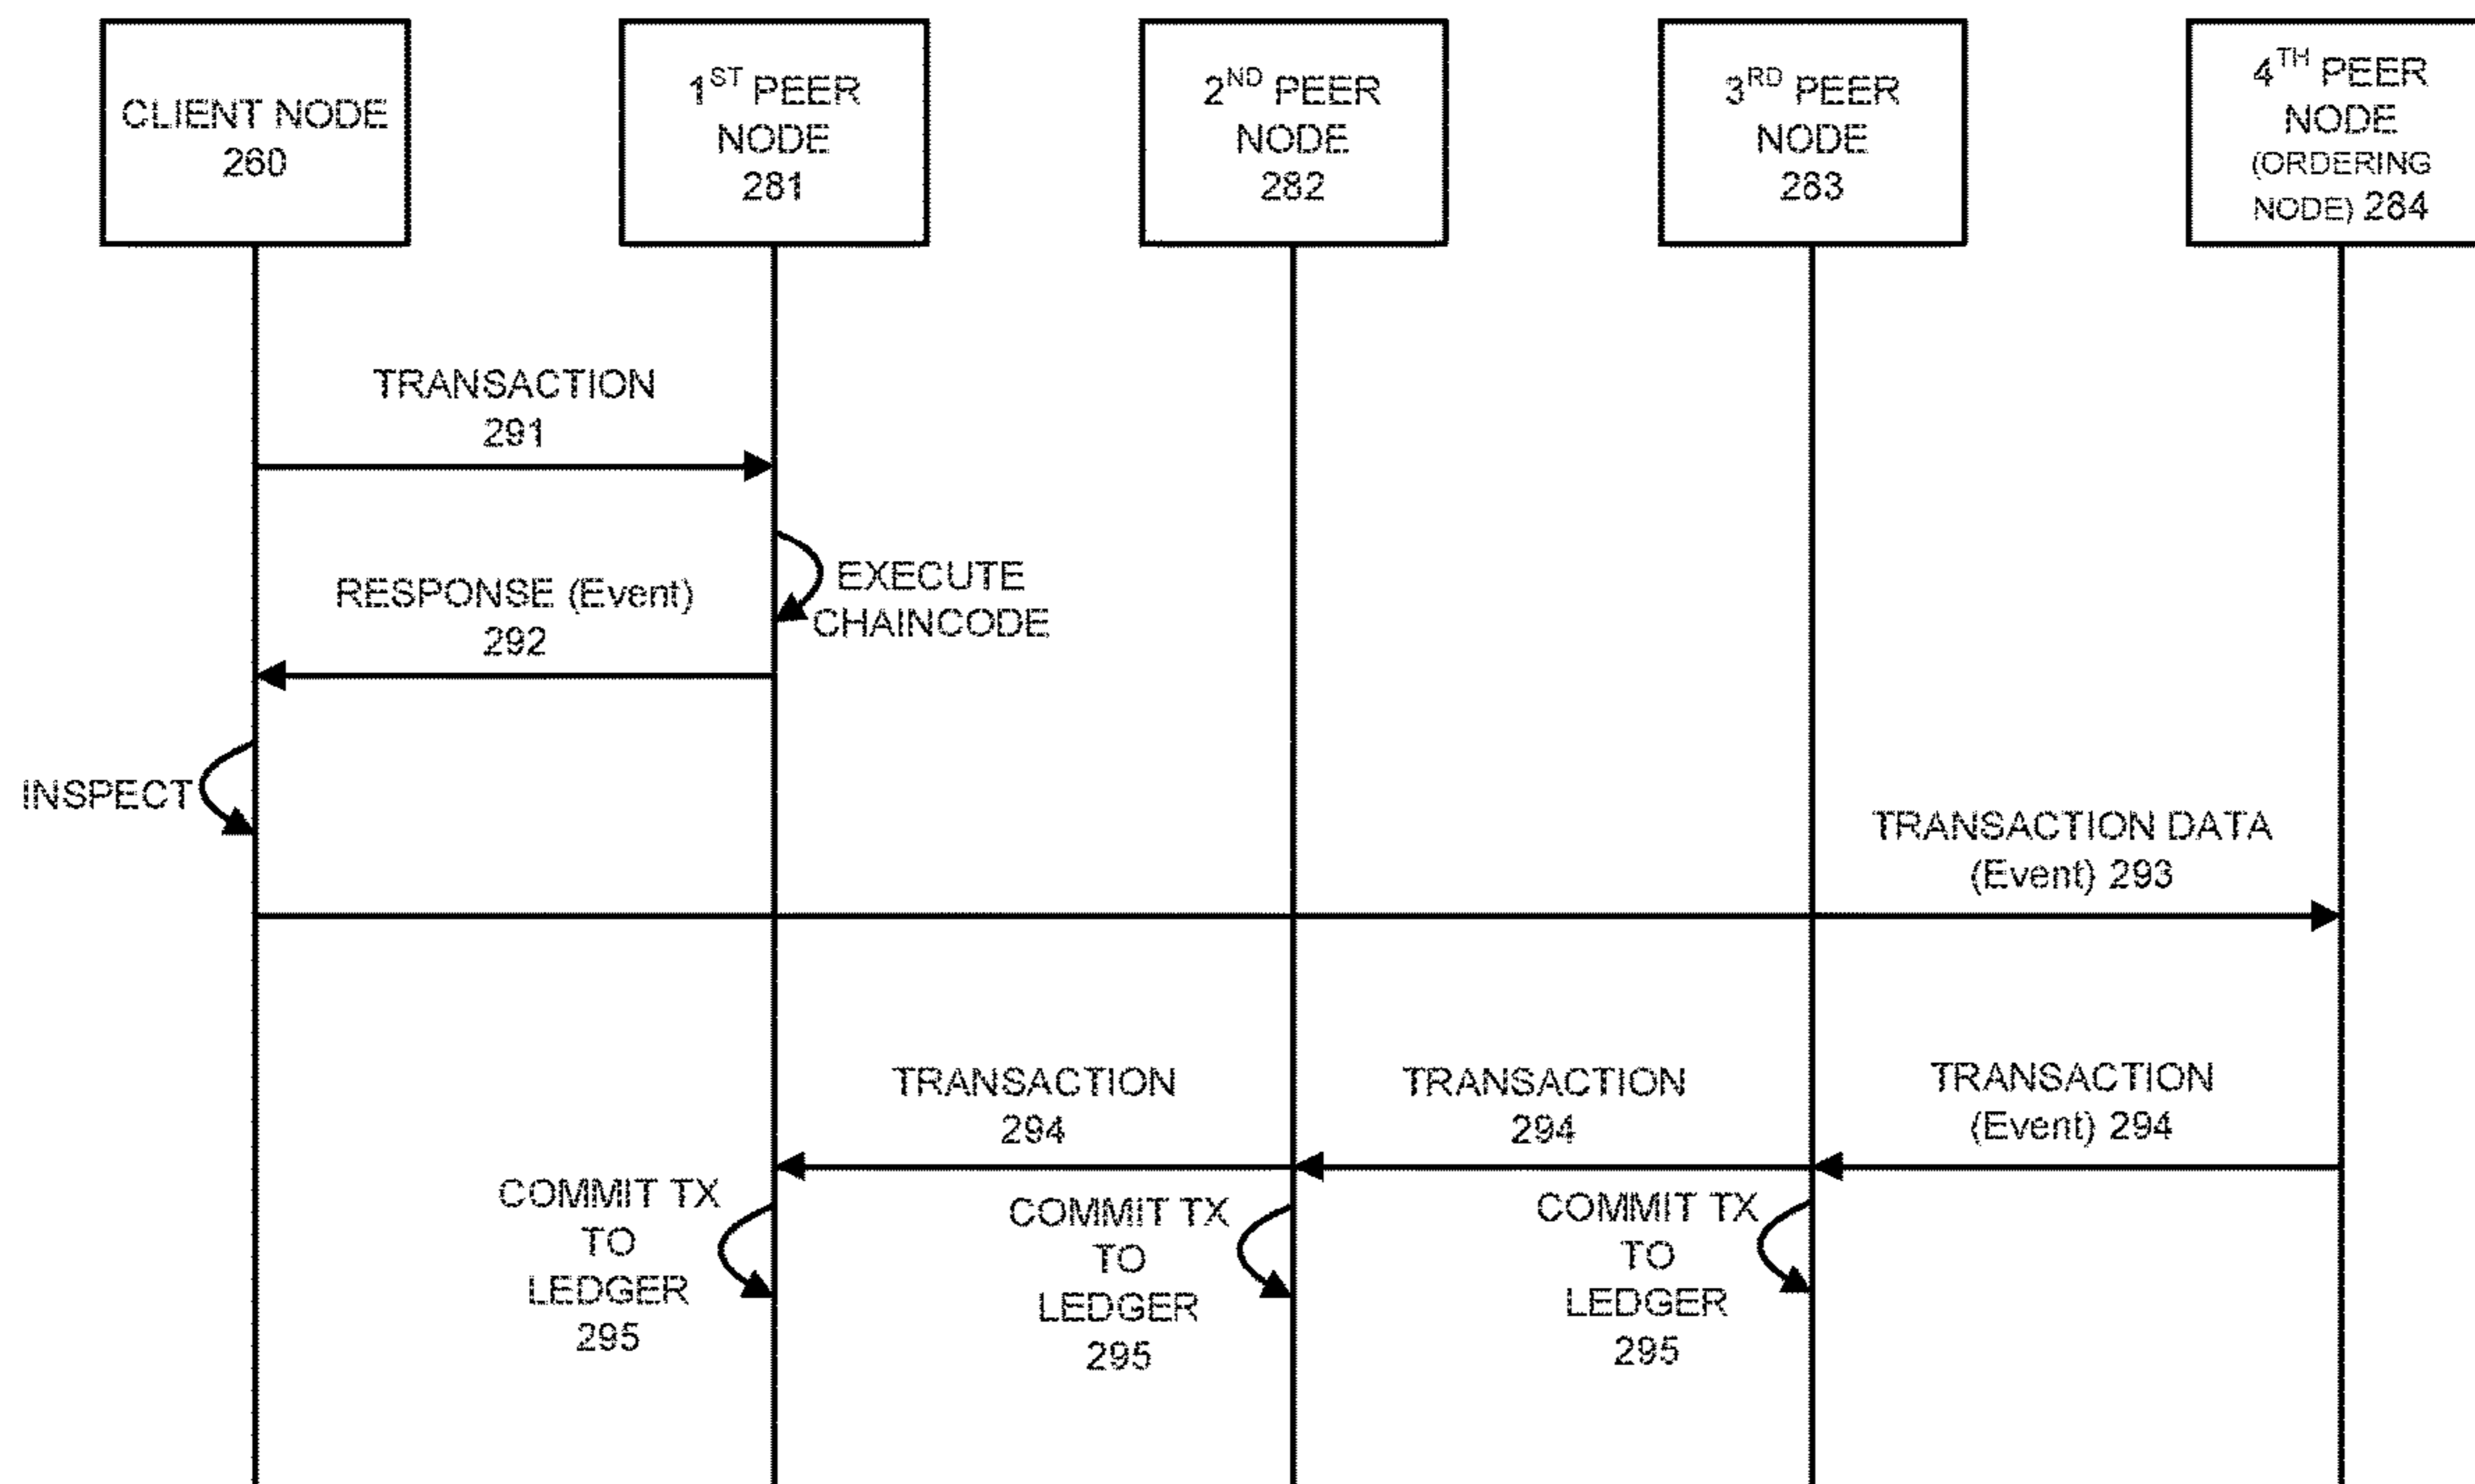 CLIENT NODE
260
1ST PEER
NODE
281
2ND PEER
NODE
282
3RD PEER
NODE
283
4TH PEER
NODE
(ORDERING
NODE) 284
TRANSACTION
291
EXECUTE
CHAINCODE
RESPONSE (Event)
292
INSPECT
TRANSACTION DATA
(Event) 293
TRANSACTION
294
TRANSACTION
294
TRANSACTION
(Event) 294
COMMIT TX
TO
LEDGER
295
COMMIT TX
TO
LEDGER
295
COMMIT TX
TO
LEDGER
295